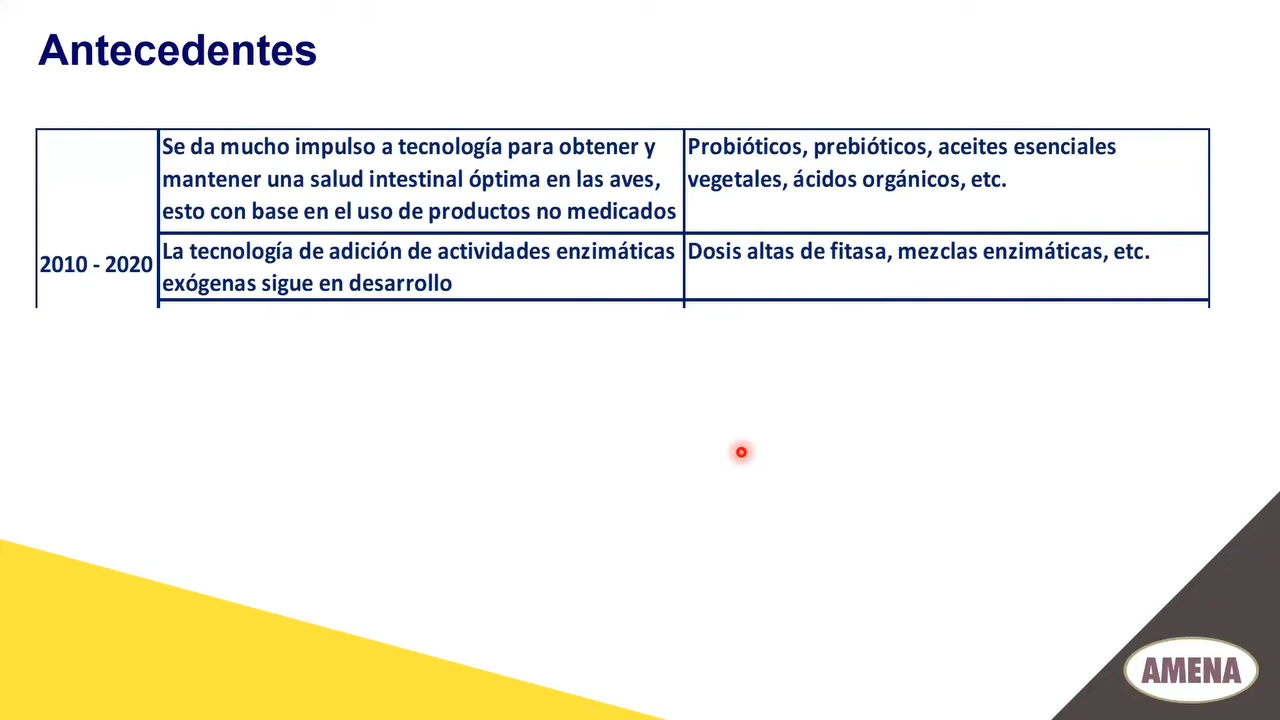 Antecedentes
Se da mucho impulso a tecnología para obtener y
mantener una salud intestinal óptima en las aves,
esto con base en el uso de productos no medicados
Probióticos, prebióticos, aceites esenciales
vegetales, ácidos orgánicos, etc.
2010 - 2020
La tecnología de adición de actividades enzimáticas
exógenas sigue en desarrollo
Dosis altas de fitasa, mezclas enzimáticas, etc.
AMENA